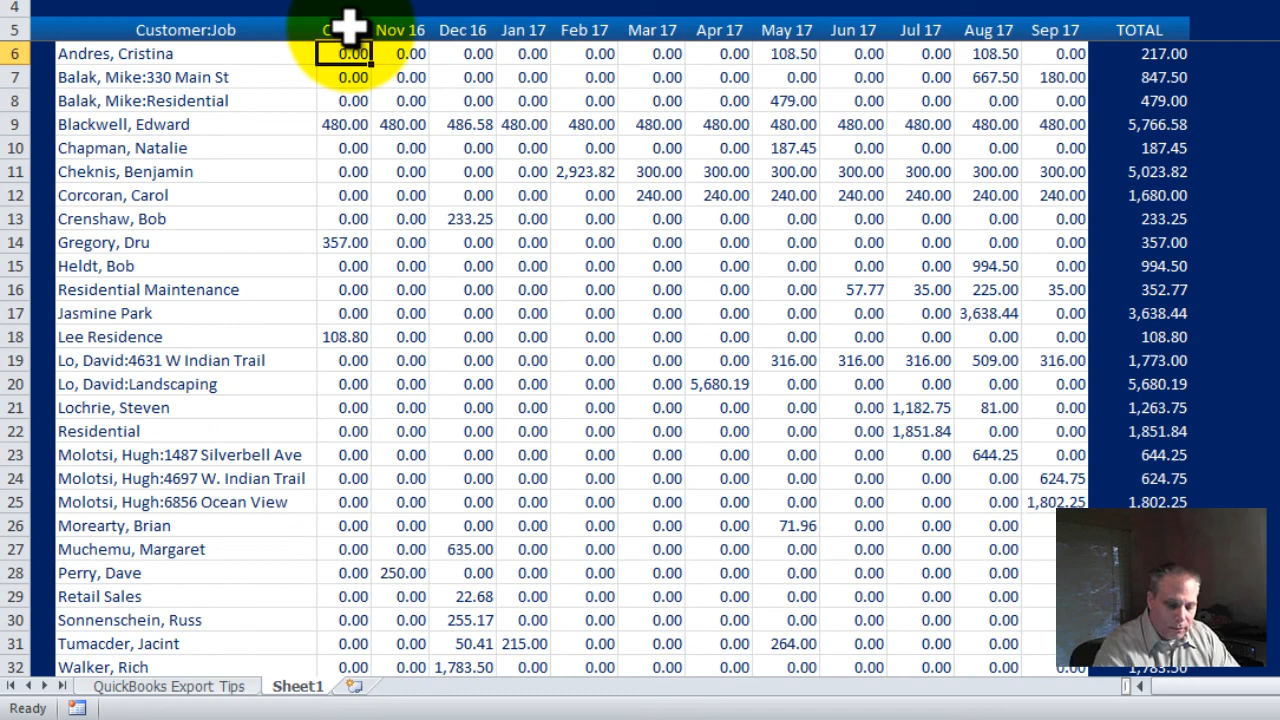 4
5 Customer:Job Nov 16 Dec 16 Jan 17 Feb 17 Mar 17 Apr 17 May 17 Jun 17 Jul 17 Aug 17 Sep 17 TOTAL
6 Andres, Cristina 0.00 0.00 0.00 0.00 0.00 0.00 0.00 108.50 0.00 0.00 108.50 0.00 217.00
7 Balak, Mike:330 Main St 0.00 0.00 0.00 0.00 0.00 0.00 0.00 0.00 0.00 0.00 667.50 180.00 847.50
8 Balak, Mike:Residential 0.00 0.00 0.00 0.00 0.00 0.00 0.00 479.00 0.00 0.00 0.00 0.00 479.00
9 Blackwell, Edward 480.00 480.00 486.58 480.00 480.00 480.00 480.00 480.00 480.00 480.00 480.00 480.00 5,766.58
10 Chapman, Natalie 0.00 0.00 0.00 0.00 0.00 0.00 0.00 187.45 0.00 0.00 0.00 0.00 187.45
11 Cheknis, Benjamin 0.00 0.00 0.00 0.00 2,923.82 300.00 300.00 300.00 300.00 300.00 300.00 300.00 5,023.82
12 Corcoran, Carol 0.00 0.00 0.00 0.00 0.00 240.00 240.00 240.00 240.00 240.00 240.00 240.00 1,680.00
13 Crenshaw, Bob 0.00 0.00 233.25 0.00 0.00 0.00 0.00 0.00 0.00 0.00 0.00 0.00 233.25
14 Gregory, Dru 357.00 0.00 0.00 0.00 0.00 0.00 0.00 0.00 0.00 0.00 0.00 0.00 357.00
15 Heldt, Bob 0.00 0.00 0.00 0.00 0.00 0.00 0.00 0.00 0.00 0.00 994.50 0.00 994.50
16 Residential Maintenance 0.00 0.00 0.00 0.00 0.00 0.00 0.00 0.00 57.77 35.00 225.00 35.00 352.77
17 Jasmine Park 0.00 0.00 0.00 0.00 0.00 0.00 0.00 0.00 0.00 0.00 3,638.44 0.00 3,638.44
18 Lee Residence 108.80 0.00 0.00 0.00 0.00 0.00 0.00 0.00 0.00 0.00 0.00 0.00 108.80
19 Lo, David:4631 W Indian Trail 0.00 0.00 0.00 0.00 0.00 0.00 0.00 316.00 316.00 316.00 509.00 316.00 1,773.00
20 Lo, David:Landscaping 0.00 0.00 0.00 0.00 0.00 0.00 5,680.19 0.00 0.00 0.00 0.00 0.00 5,680.19
21 Lochrie, Steven 0.00 0.00 0.00 0.00 0.00 0.00 0.00 0.00 0.00 1,182.75 81.00 0.00 1,263.75
22 Residential 0.00 0.00 0.00 0.00 0.00 0.00 0.00 0.00 0.00 1,851.84 0.00 0.00 1,851.84
23 Molotsi, Hugh:1487 Silverbell Ave 0.00 0.00 0.00 0.00 0.00 0.00 0.00 0.00 0.00 0.00 644.25 0.00 644.25
24 Molotsi, Hugh:4697 W. Indian Trail 0.00 0.00 0.00 0.00 0.00 0.00 0.00 0.00 0.00 0.00 0.00 624.75 624.75
25 Molotsi, Hugh:6856 Ocean View 0.00 0.00 0.00 0.00 0.00 0.00 0.00 0.00 0.00 0.00 0.00 1,802.25 1,802.25
26 Morearty, Brian 0.00 0.00 0.00 0.00 0.00 0.00 0.00 71.96 0.00 0.00 0.00
27 Muchemu, Margaret 0.00 0.00 635.00 0.00 0.00 0.00 0.00 0.00 0.00 0.00 0.00
28 Perry, Dave 0.00 250.00 0.00 0.00 0.00 0.00 0.00 0.00 0.00 0.00 0.00
29 Retail Sales 0.00 0.00 22.68 0.00 0.00 0.00 0.00 0.00 0.00 0.00 0.00
30 Sonnenschein, Russ 0.00 0.00 255.17 0.00 0.00 0.00 0.00 0.00 0.00 0.00 0.00
31 Tumacder, Jacint 0.00 0.00 50.41 215.00 0.00 0.00 0.00 264.00 0.00 0.00 0.00
32 Walker, Rich 0.00 0.00 1,783.50 0.00 0.00 0.00 0.00 0.00 0.00 0.00 0.00 1,783.50
QuickBooks Export Tips Sheet1
Ready